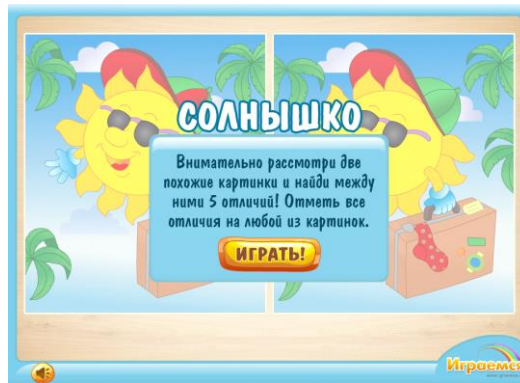 СОЛНЫШКО
Внимательно рассмотри две
похожие картинки и найди между
ними 5 отличий! Отметь все
отличия на любой из картинок.
ИГРАТЬ!
Играемся